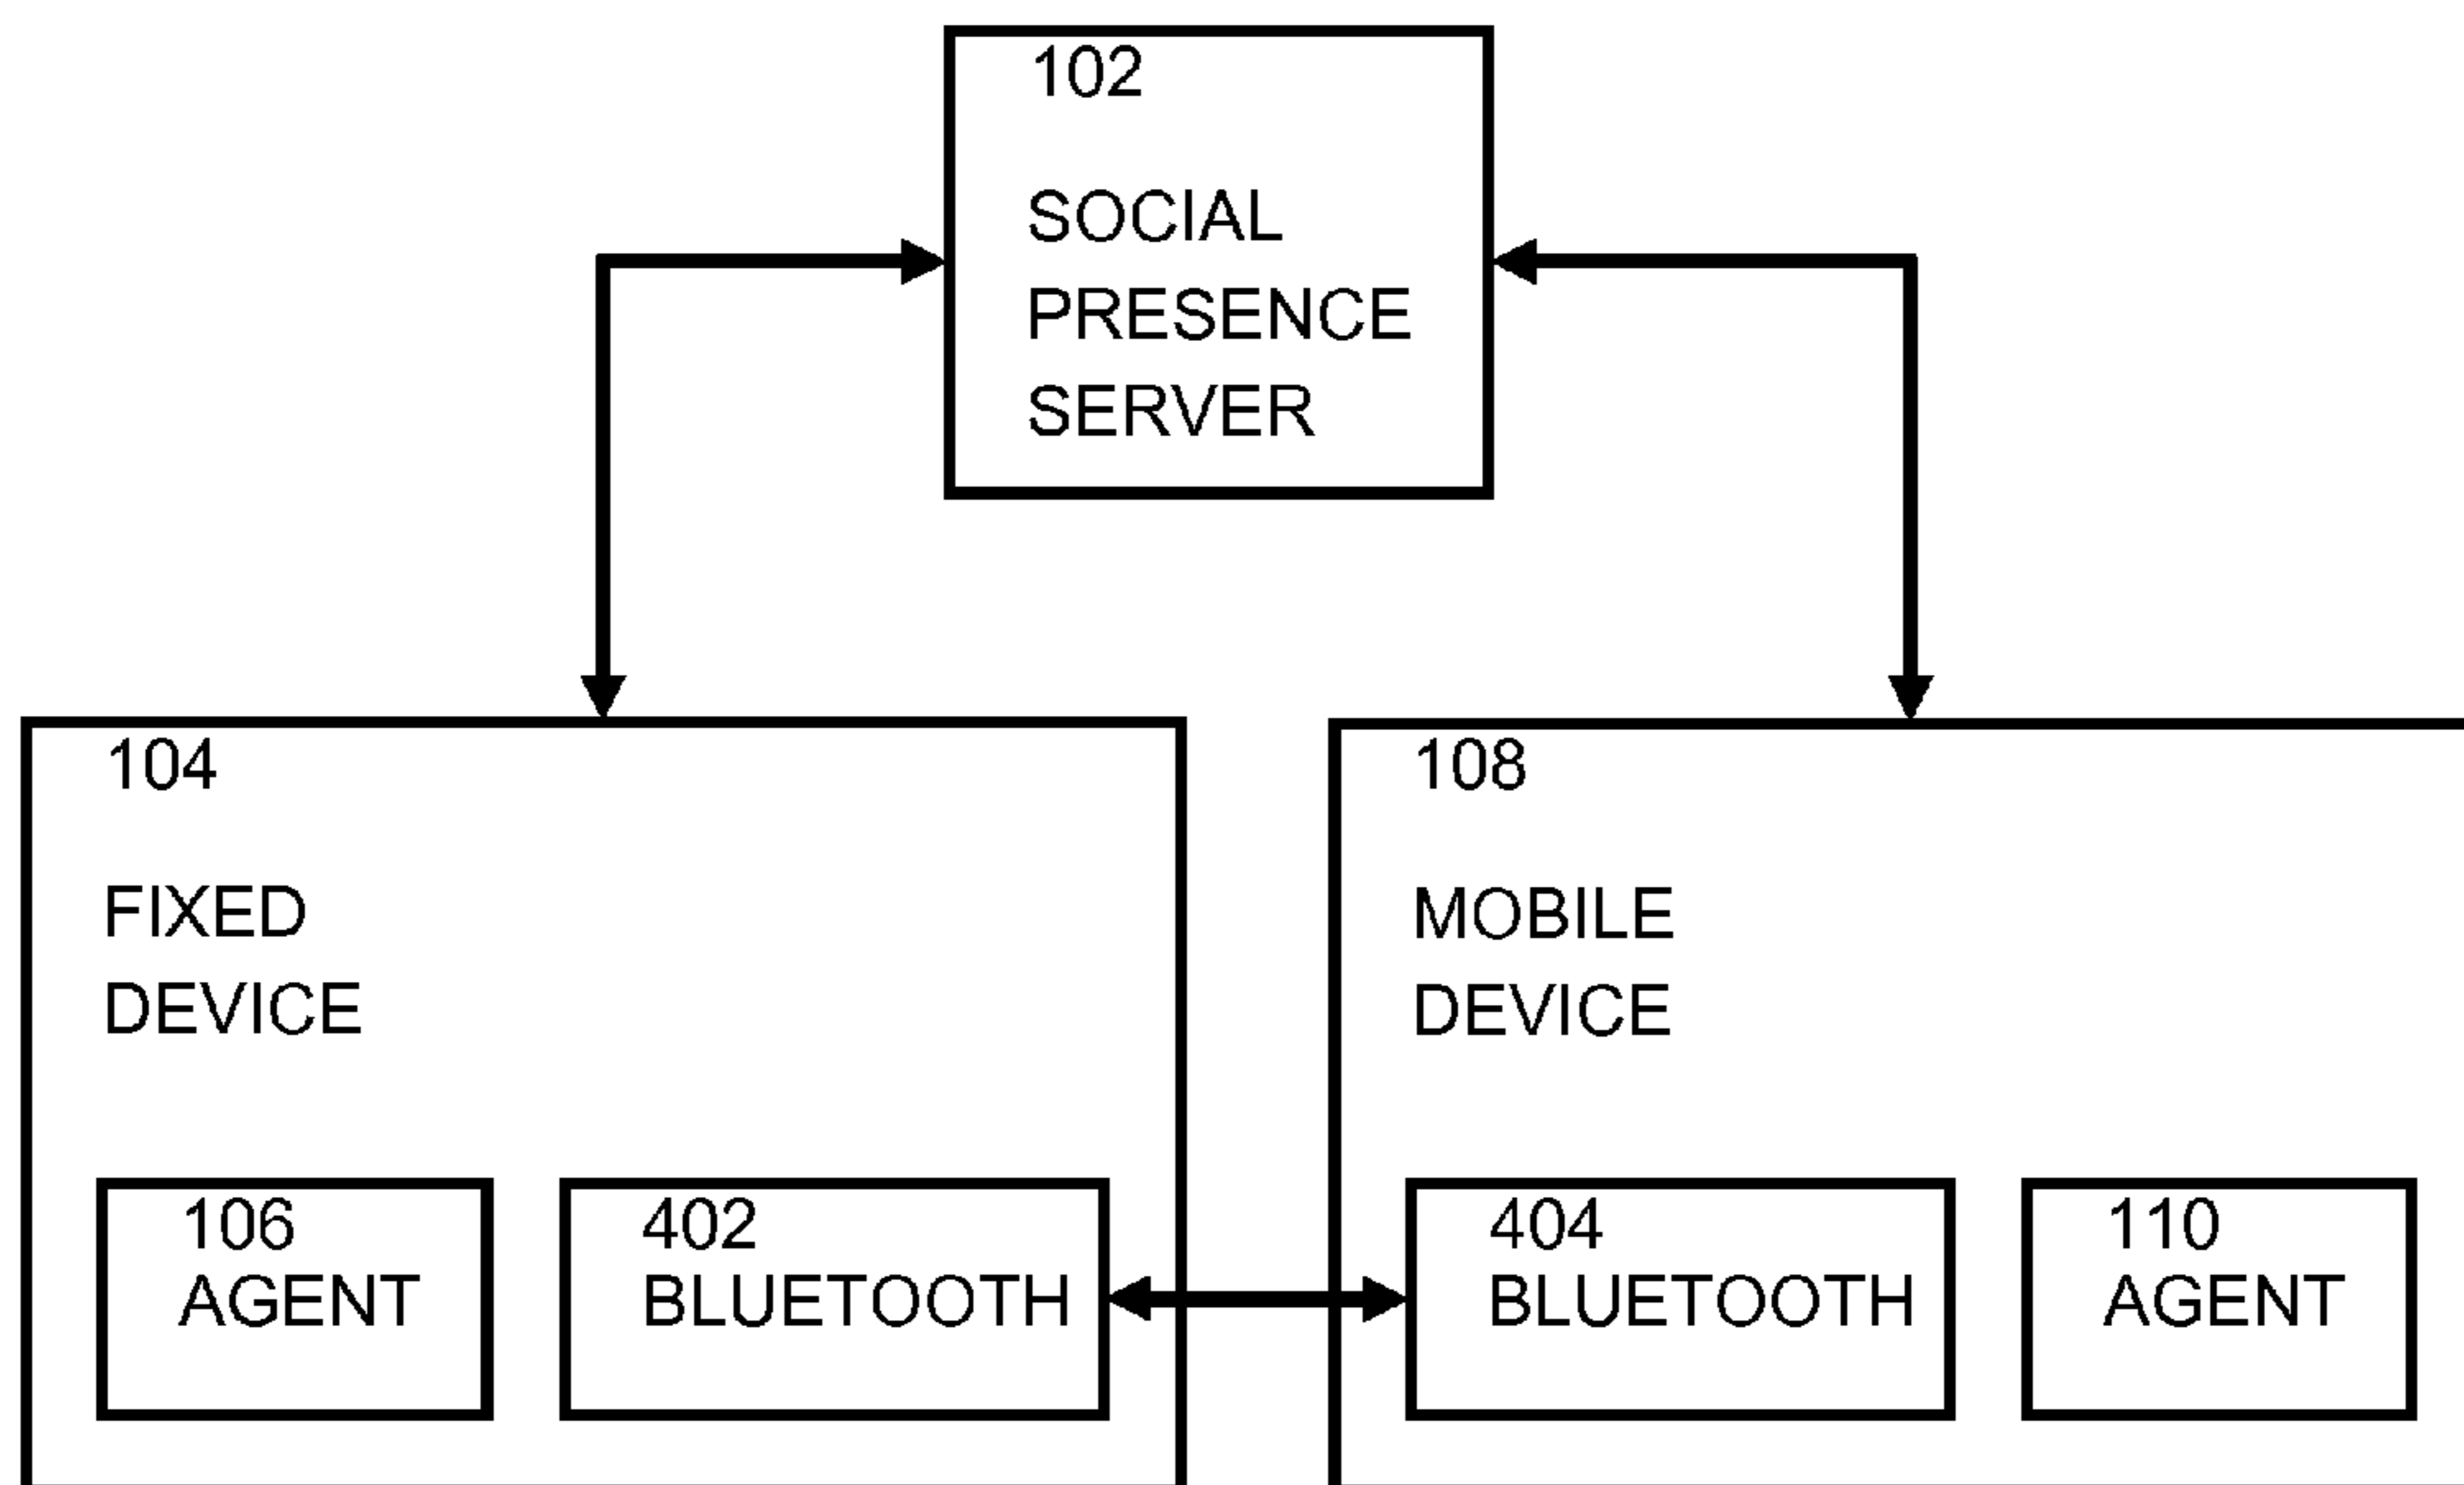 102
SOCIAL
PRESENCE
SERVER
104
FIXED
DEVICE
106
AGENT
402
BLUETOOTH
108
MOBILE
DEVICE
404
BLUETOOTH
110
AGENT